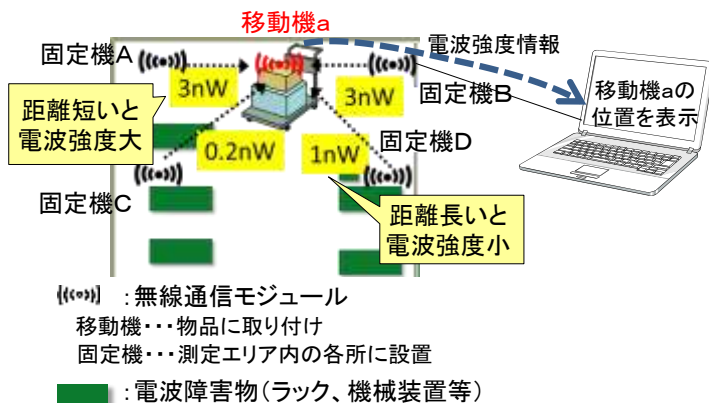 移動機a
固定機A
電波強度情報
3nW
3nW
固定機B
移動機aの
位置を表示
距離短いと
電波強度大
0.2nW
1nW
固定機D
固定機C
距離長いと
電波強度小
:無線通信モジュール
移動機・・・物品に取り付け
固定機・・・測定エリア内の各所に設置
:電波障害物(ラック、機械装置等)